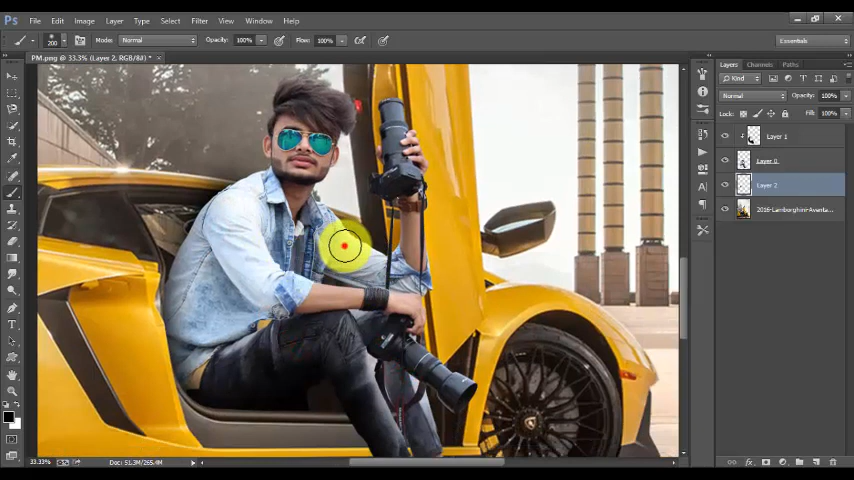 Ps File Edit Image Layer Type Select Filter View Window Help
200 Mode: Normal Opacity: 100% Flow: 100% Essentials
PM.png @ 33.3% (Layer 2, RGB/8#) * × Layers Channels Paths
Kind
Normal Opacity: 100%
Lock: Fill: 100%
Layer 1
Layer 0
Layer 2
2016-Lamborghini-Aventa...
33.33% Doc: 51.3M/265.4M